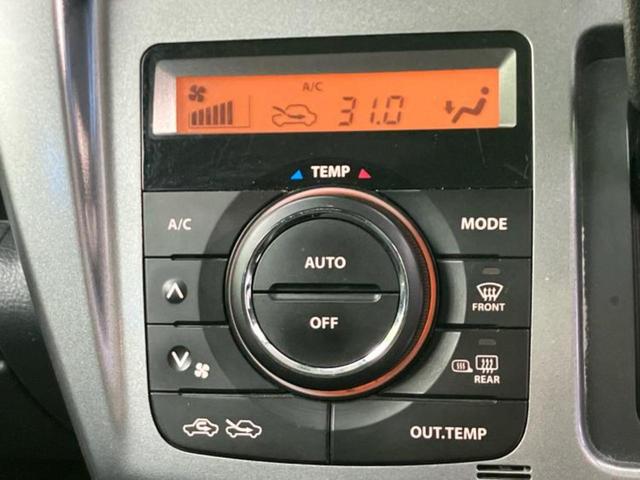 A/C
31.0
TEMP
A/C
MODE
AUTO
OFF
FRONT
REAR
OUT.TEMP